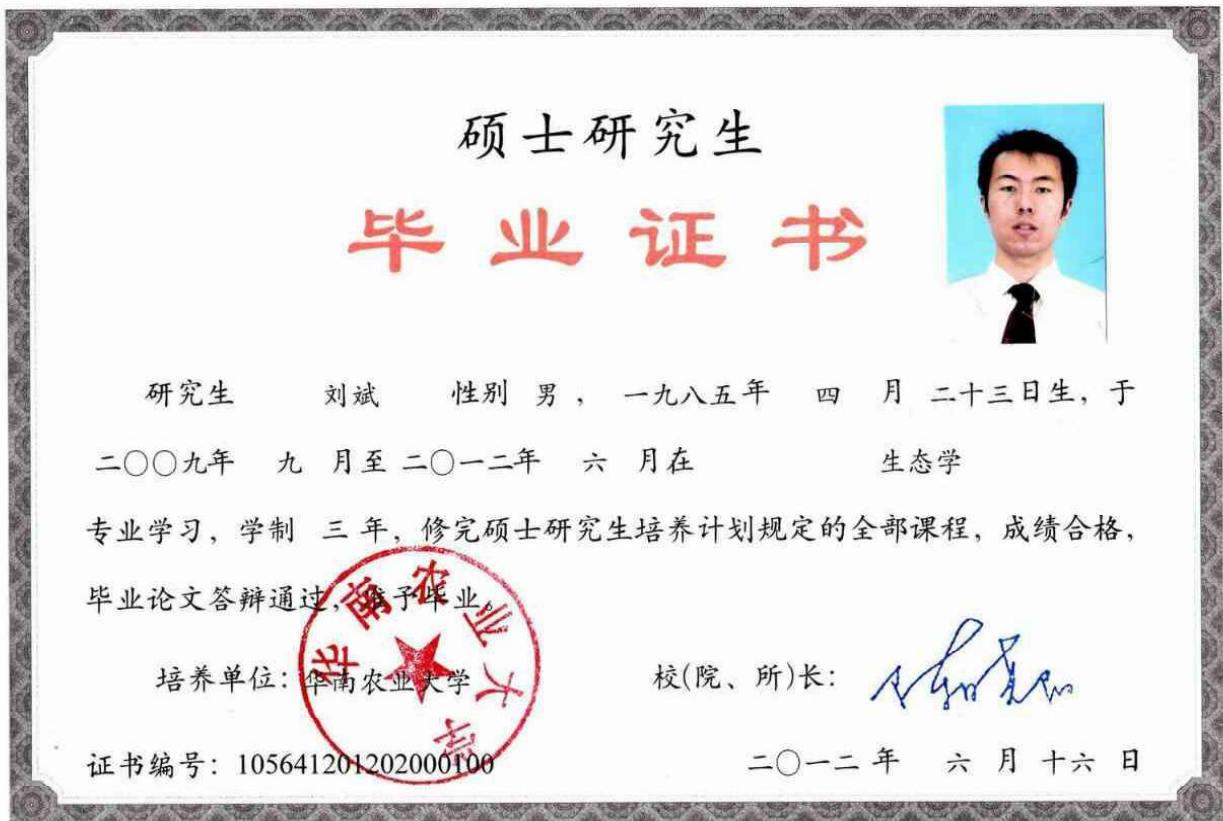 硕士研究生
毕业证书
研究生 刘斌 性别 男 ， 一九八五年 四 月 二十三日生，于
二〇〇九年 九 月至 二〇一二年 六 月在 生态学
专业学习，学制 三 年，修完硕士研究生培养计划规定的全部课程，成绩合格，
毕业论文答辩通过，准予毕业。
华南农业大学
培养单位：华南农业大学 校(院、所)长：
证书编号：105641201202000100 二〇一二 年 六 月 十六 日